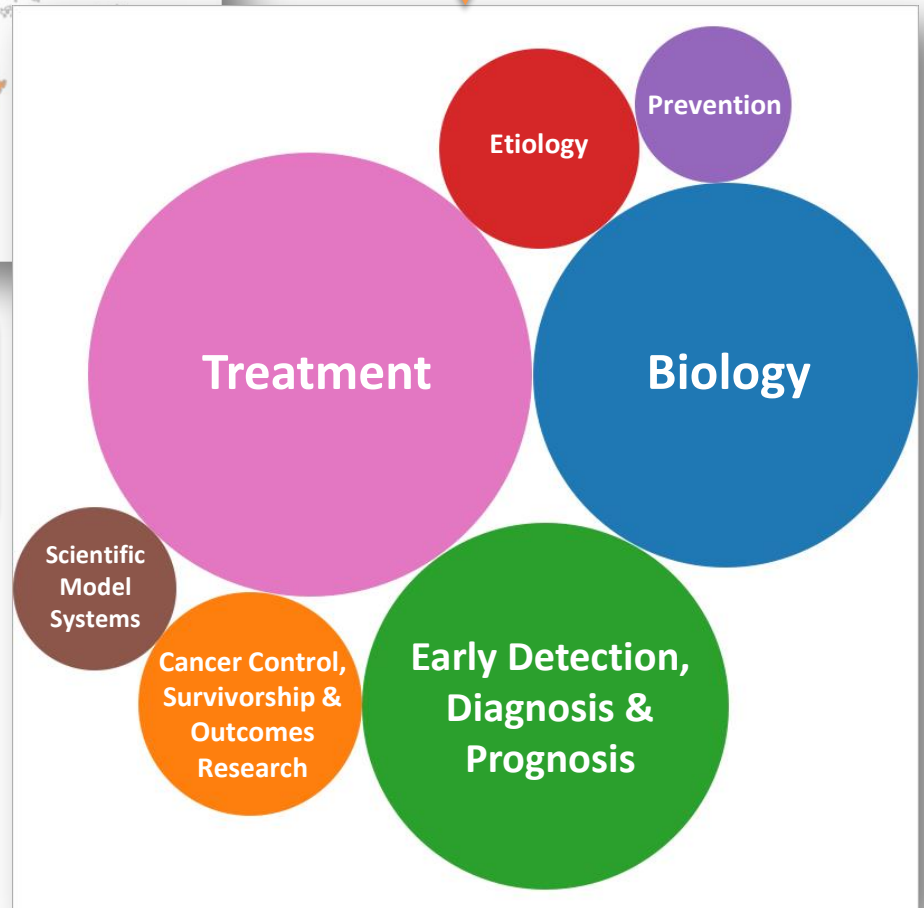 Prevention
Etiology
Treatment
Biology
Scientific
Model
Systems
Cancer Control,
Survivorship &
Outcomes
Research
Early Detection,
Diagnosis &
Prognosis